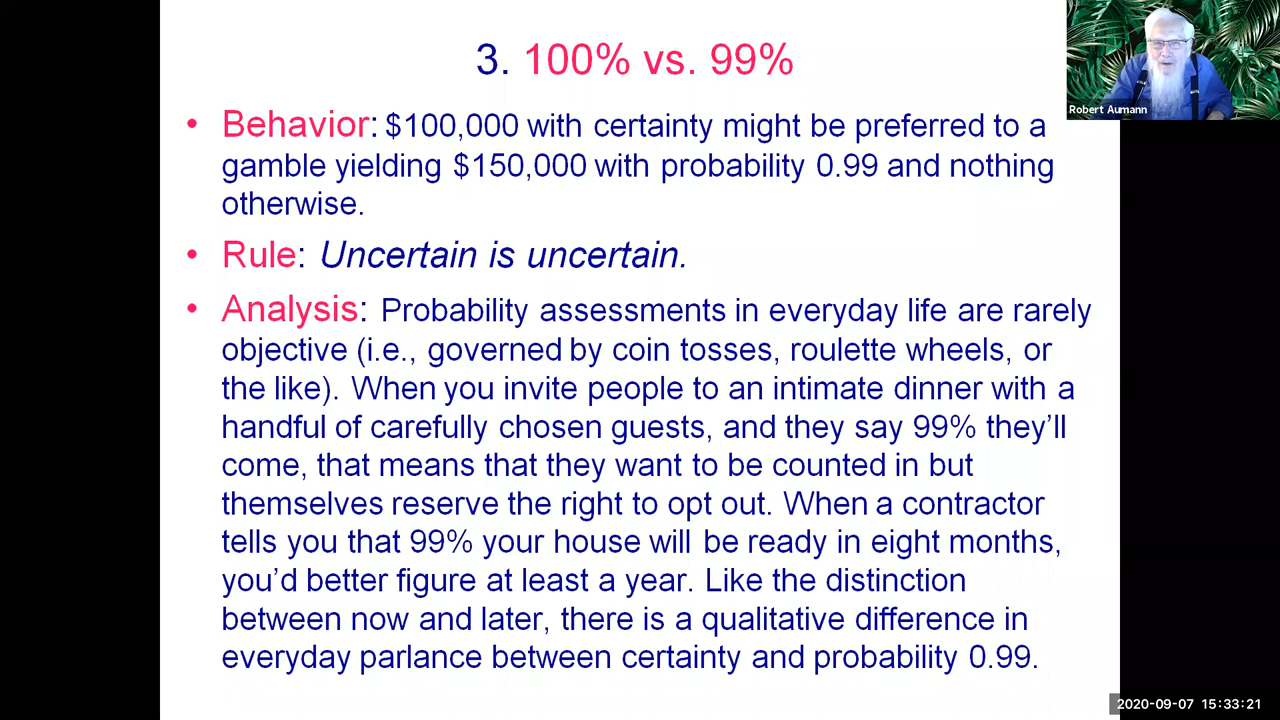 3. 100% vs. 99%
Robert Aumann
• Behavior: $100,000 with certainty might be preferred to a
gamble yielding $150,000 with probability 0.99 and nothing
otherwise.
• Rule: Uncertain is uncertain.
• Analysis: Probability assessments in everyday life are rarely
objective (i.e., governed by coin tosses, roulette wheels, or
the like). When you invite people to an intimate dinner with a
handful of carefully chosen guests, and they say 99% they’ll
come, that means that they want to be counted in but
themselves reserve the right to opt out. When a contractor
tells you that 99% your house will be ready in eight months,
you’d better figure at least a year. Like the distinction
between now and later, there is a qualitative difference in
everyday parlance between certainty and probability 0.99.
2020-09-07 15:33:21